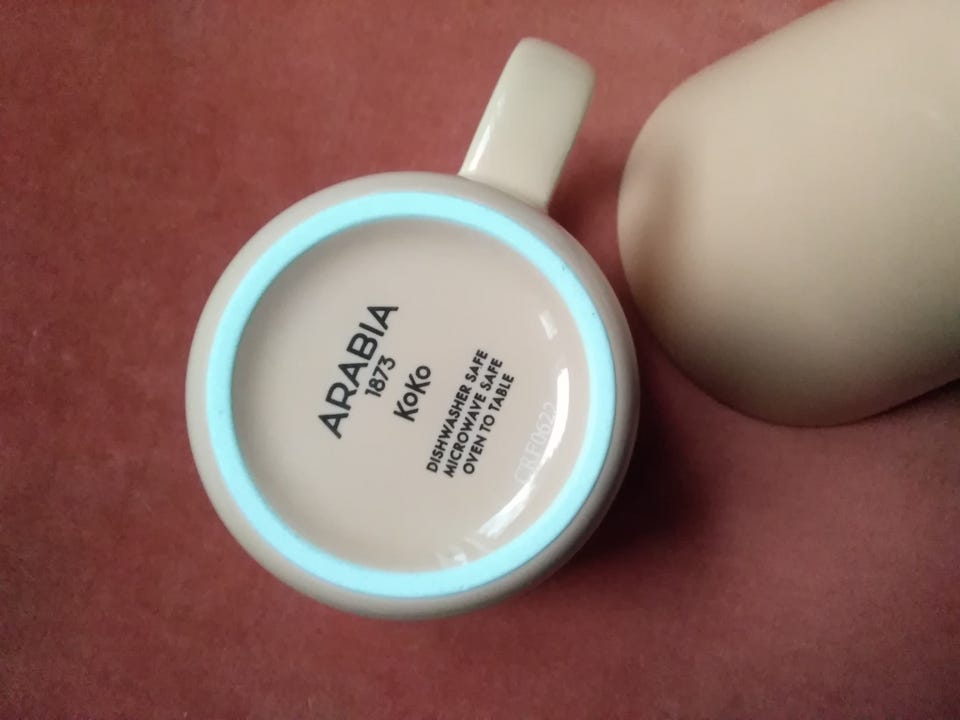 ARABIA
1873
KoKo
DISHWASHER SAFE
MICROWAVE SAFE
OVEN TO TABLE